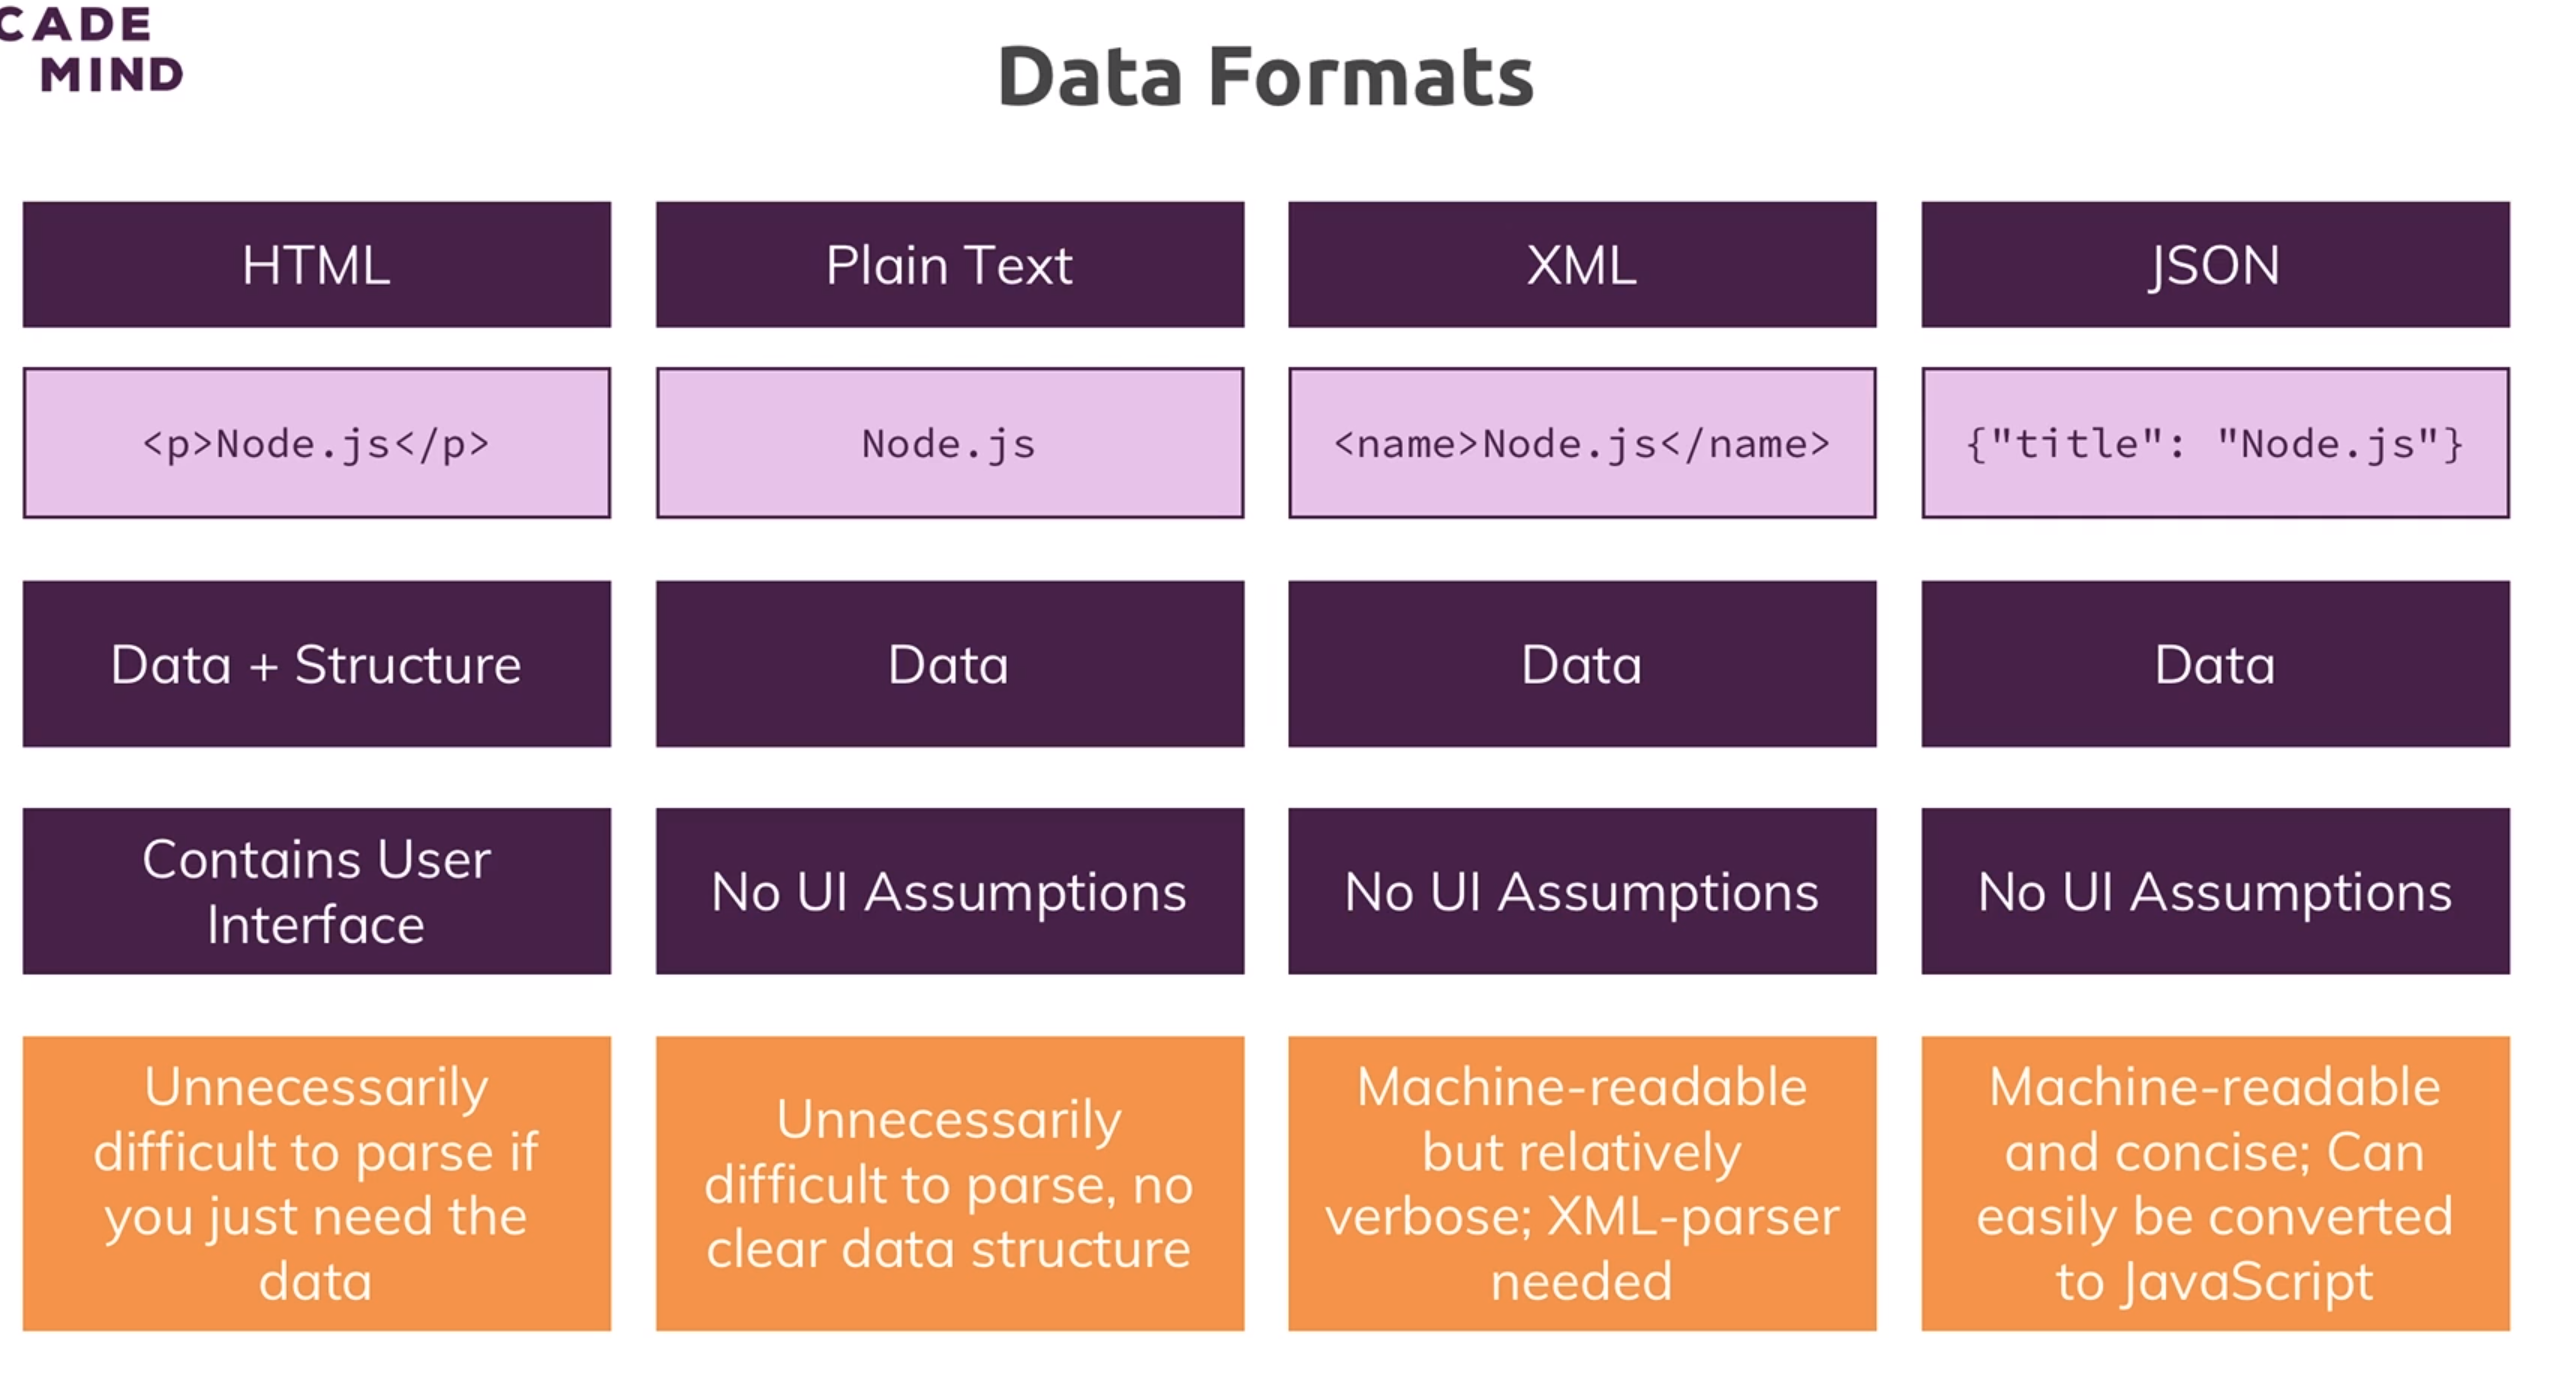 CADE
MIND
Data Formats
HTML
Plain Text
XML
JSON
<p>Node.js</p>
Node.js
<name>Node.js</name>
{"title": "Node.js"}
Data + Structure
Data
Data
Data
Contains User
Interface
No UI Assumptions
No UI Assumptions
No UI Assumptions
Unnecessarily
difficult to parse if
you just need the
data
Unnecessarily
difficult to parse, no
clear data structure
Machine-readable
but relatively
verbose; XML-parser
needed
Machine-readable
and concise; Can
easily be converted
to JavaScript